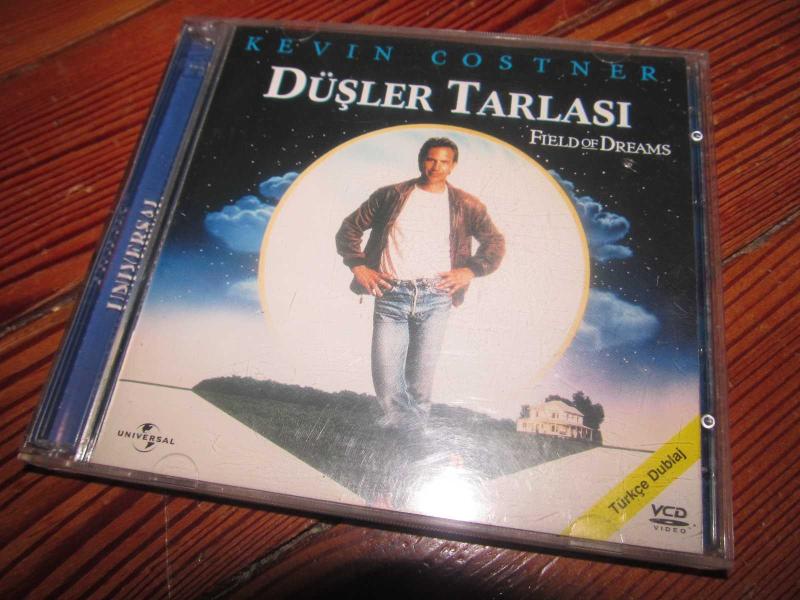 KEVIN COSTNER
DÜŞLER TARLASI
FIELD OF DREAMS
UNIVERSAL
UNIVERSAL
Türkçe Dublaj
VCD
VIDEO